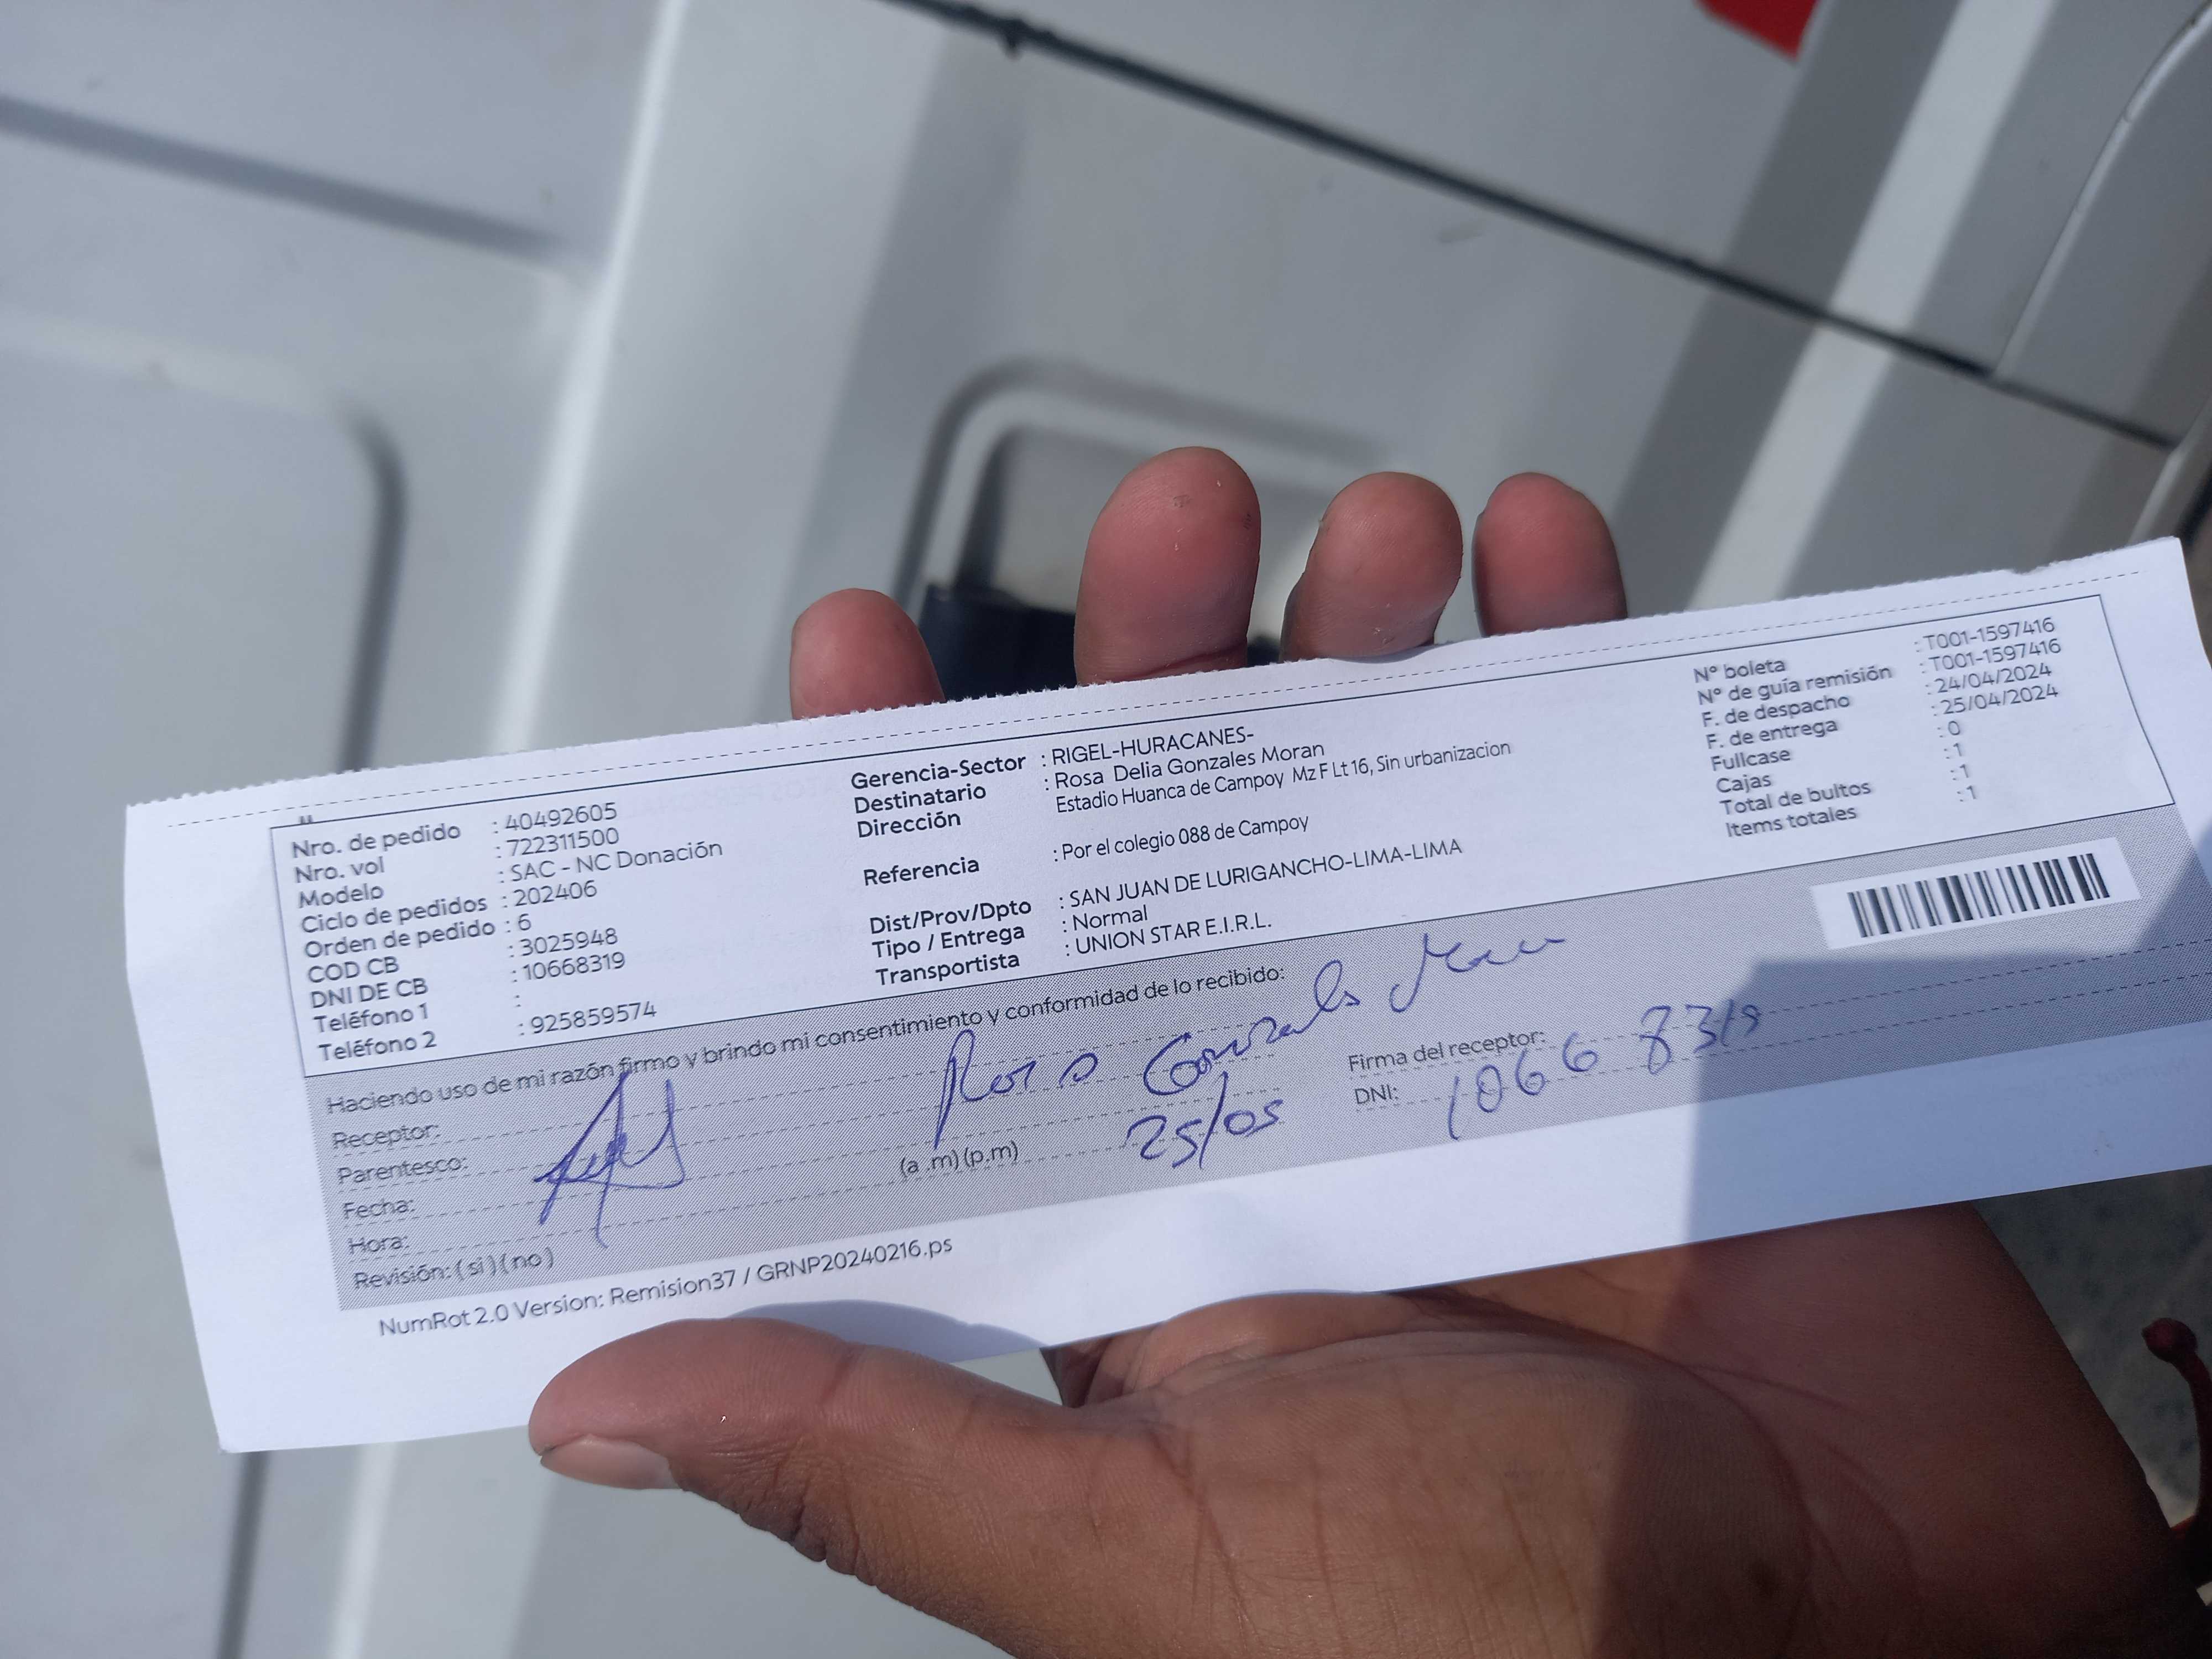 Nro. de pedido : 40492605
Nro. vol : 722311500
Modelo : SAC - NC Donación
Ciclo de pedidos : 202406
Orden de pedido : 6
COD CB : 3025948
DNI DE CB : 10668319
Teléfono 1 :
Teléfono 2 : 925859574
Gerencia-Sector : RIGEL-HURACANES-
Destinatario : Rosa Delia Gonzales Moran
Dirección Estadio Huanca de Campoy Mz F Lt 16, Sin urbanizacion
Referencia : Por el colegio 088 de Campoy
Dist/Prov/Dpto : SAN JUAN DE LURIGANCHO-LIMA-LIMA
Tipo / Entrega : Normal
Transportista : UNION STAR E.I.R.L.
N° boleta : T001-1597416
N° de guía remisión : T001-1597416
F. de despacho : 24/04/2024
F. de entrega : 25/04/2024
Fullcase : 0
Cajas : 1
Total de bultos : 1
Items totales : 1
Haciendo uso de mi razón firmo y brindo mi consentimiento y conformidad de lo recibido:
Receptor: Rosa Gonzales Moran
Parentesco:
Fecha: 25/05
Hora: (a .m) (p.m)
Revisión: ( si ) ( no )
Firma del receptor:
DNI: 10668319
NumRot 2.0 Version: Remision37 / GRNP20240216.ps